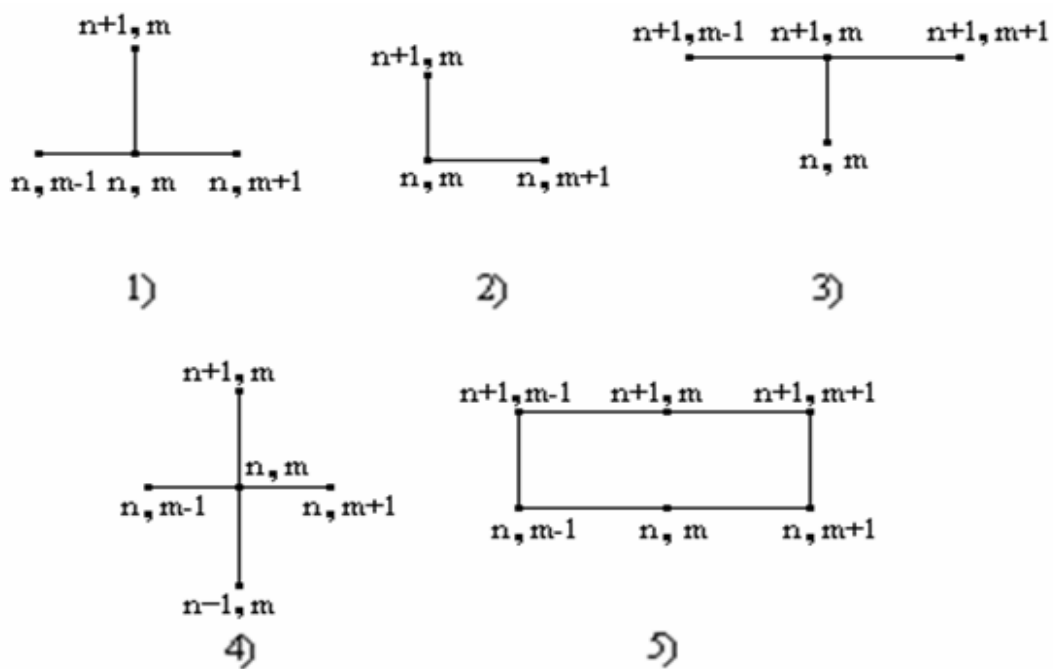 n+1, m
n, m-1 n, m n, m+1
1)
n+1, m
n, m n, m+1
2)
n+1, m-1 n+1, m n+1, m+1
n, m
3)
n+1, m
n, m
n, m-1 n, m+1
n−1, m
4)
n+1, m-1 n+1, m n+1, m+1
n, m-1 n, m n, m+1
5)